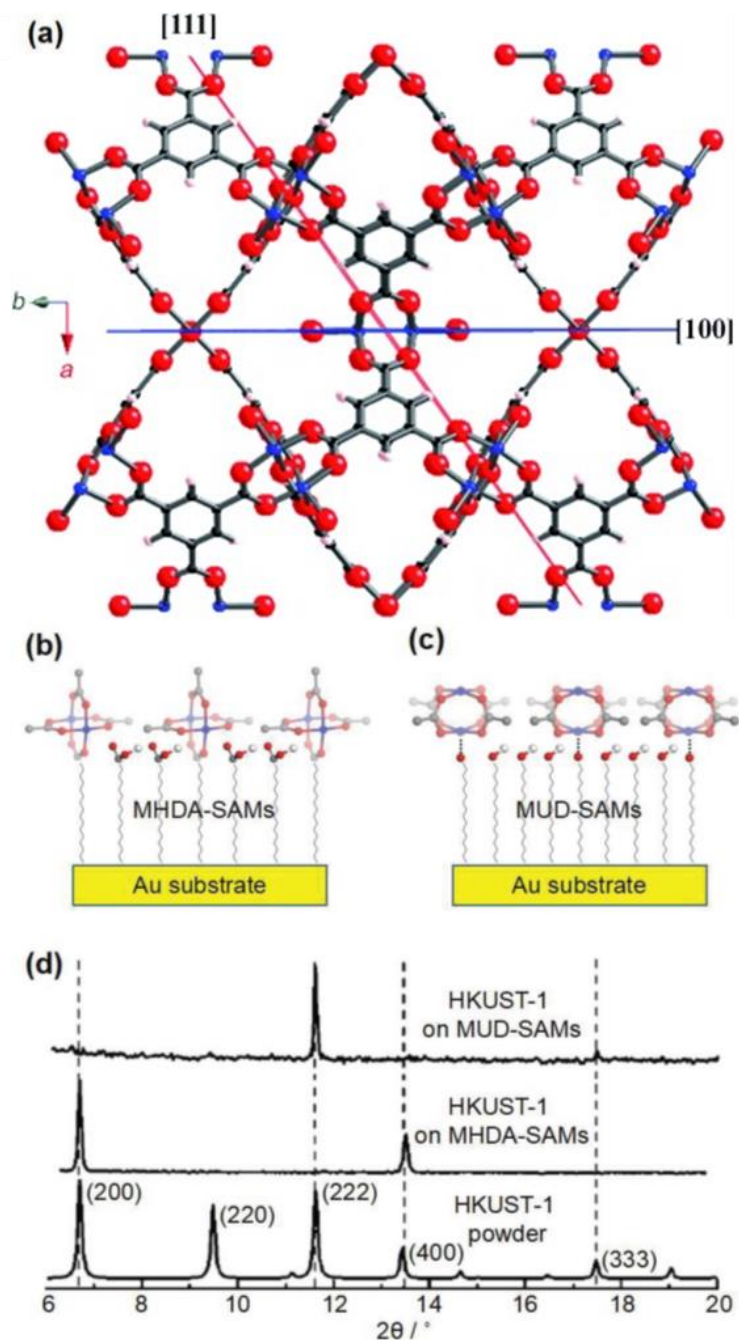 (a)
[111]
b
a
[100]
(b)
(c)
MHDA-SAMs
MUD-SAMs
Au substrate
Au substrate
(d)
HKUST-1
on MUD-SAMs
HKUST-1
on MHDA-SAMs
(200)
(220)
(222)
HKUST-1
powder
(400)
(333)
6 8 10 12 14 16 18 20
2θ / °